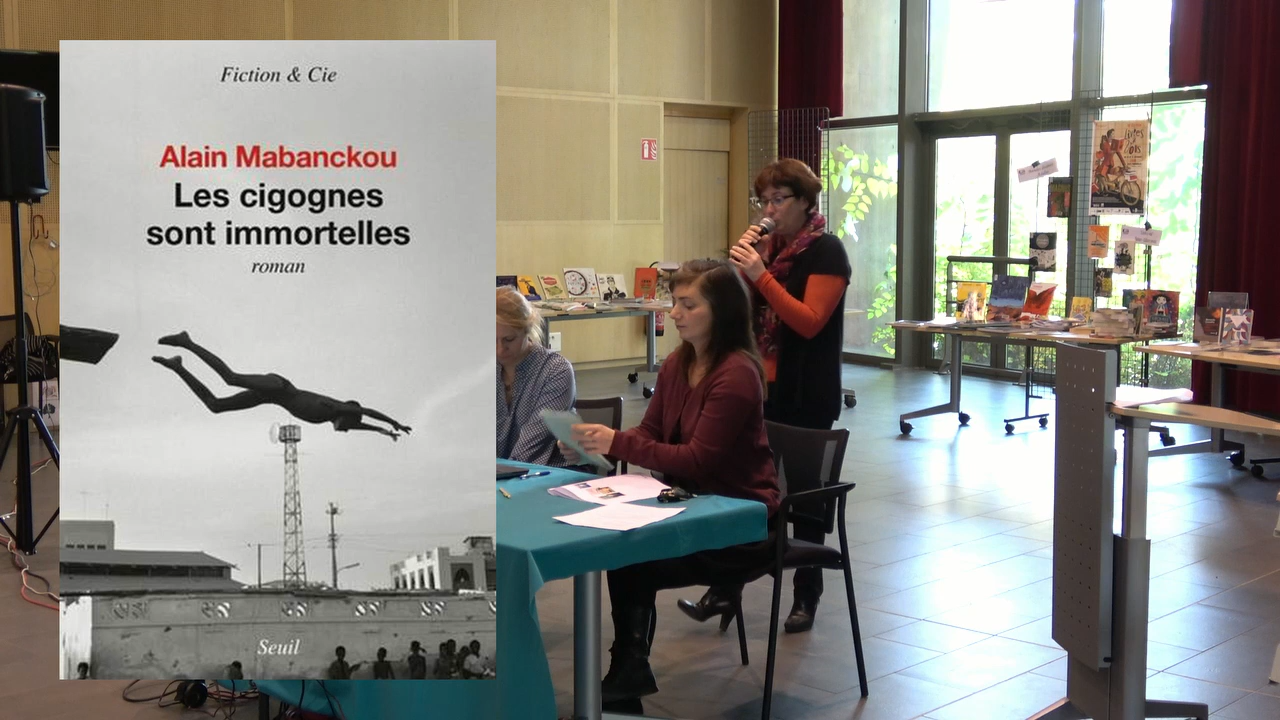 Fiction & Cie
Alain Mabanckou
Les cigognes
sont immortelles
roman
Seuil